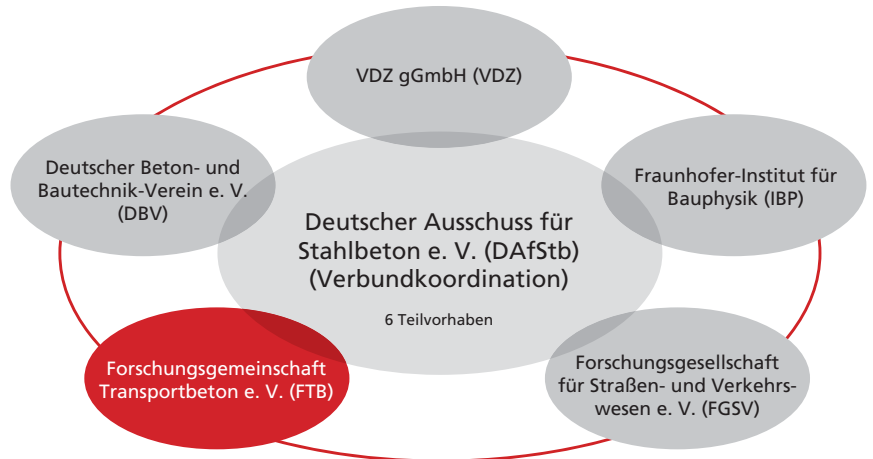 VDZ gGmbH (VDZ)
Deutscher Beton- und
Bautechnik-Verein e. V.
(DBV)
Fraunhofer-Institut für
Bauphysik (IBP)
Deutscher Ausschuss für
Stahlbeton e. V. (DAfStb)
(Verbundkoordination)
6 Teilvorhaben
Forschungsgemeinschaft
Transportbeton e. V. (FTB)
Forschungsgesellschaft
für Straßen- und Verkehrs-
wesen e. V. (FGSV)